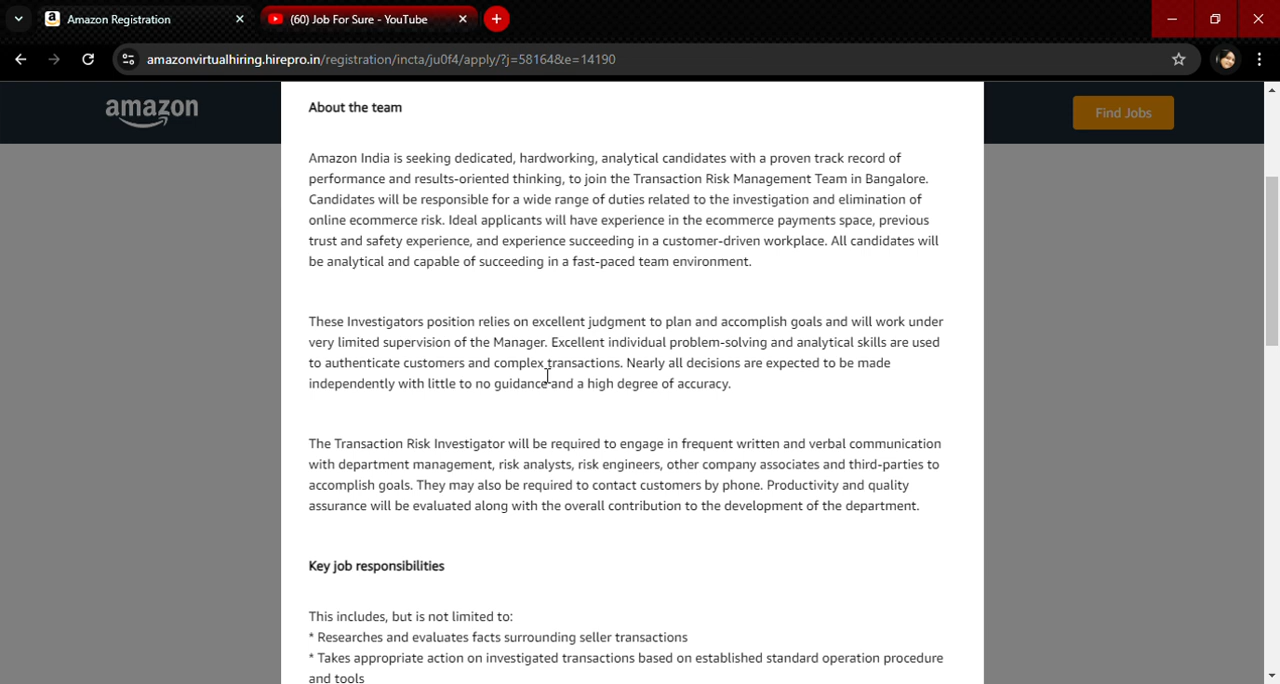 Amazon Registration
(60) Job For Sure - YouTube
amazonvirtualhiring.hirepro.in/registration/incta/ju0f4/apply/?j=58164&e=14190
amazon
Find Jobs
About the team
Amazon India is seeking dedicated, hardworking, analytical candidates with a proven track record of
performance and results-oriented thinking, to join the Transaction Risk Management Team in Bangalore.
Candidates will be responsible for a wide range of duties related to the investigation and elimination of
online ecommerce risk. Ideal applicants will have experience in the ecommerce payments space, previous
trust and safety experience, and experience succeeding in a customer-driven workplace. All candidates will
be analytical and capable of succeeding in a fast-paced team environment.
These Investigators position relies on excellent judgment to plan and accomplish goals and will work under
very limited supervision of the Manager. Excellent individual problem-solving and analytical skills are used
to authenticate customers and complex transactions. Nearly all decisions are expected to be made
independently with little to no guidance and a high degree of accuracy.
The Transaction Risk Investigator will be required to engage in frequent written and verbal communication
with department management, risk analysts, risk engineers, other company associates and third-parties to
accomplish goals. They may also be required to contact customers by phone. Productivity and quality
assurance will be evaluated along with the overall contribution to the development of the department.
Key job responsibilities
This includes, but is not limited to:
* Researches and evaluates facts surrounding seller transactions
* Takes appropriate action on investigated transactions based on established standard operation procedure
and tools